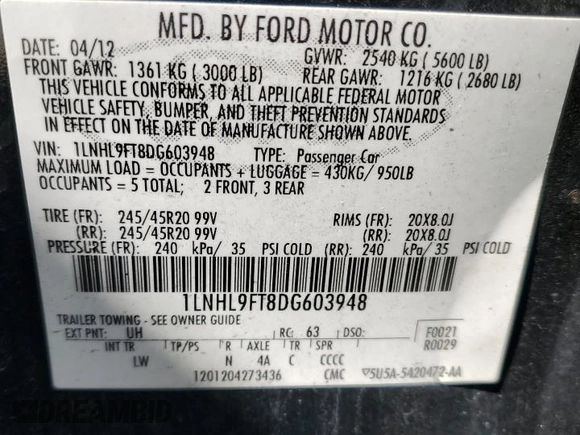 MFD. BY FORD MOTOR CO.
DATE: 04/12 GVWR: 2540 KG ( 5600 LB)
FRONT GAWR: 1361 KG ( 3000 LB) REAR GAWR: 1216 KG ( 2680 LB)
THIS VEHICLE CONFORMS TO ALL APPLICABLE FEDERAL MOTOR
VEHICLE SAFETY, BUMPER, AND THEFT PREVENTION STANDARDS
IN EFFECT ON THE DATE OF MANUFACTURE SHOWN ABOVE.
VIN: 1LNHL9FT8DG603948 TYPE: Passenger Car
MAXIMUM LOAD = OCCUPANTS + LUGGAGE = 430KG/ 950LB
OCCUPANTS = 5 TOTAL; 2 FRONT, 3 REAR
TIRE (FR): 245/45R20 99V RIMS (FR): 20X8.0J
(RR): 245/45R20 99V (RR): 20X8.0J
PRESSURE (FR): 240 kPa/ 35 PSI COLD (RR): 240 kPa/ 35 PSI COLD
1LNHL9FT8DG603948
TRAILER TOWING - SEE OWNER GUIDE
EXT PNT: UH RC: 63 DSO: F0021
INT TR TP/PS R AXLE TR SPR R0029
LW N 4A C CCCC
1201204273436 CMC 5U5A-5420472-AA
DREAMBID